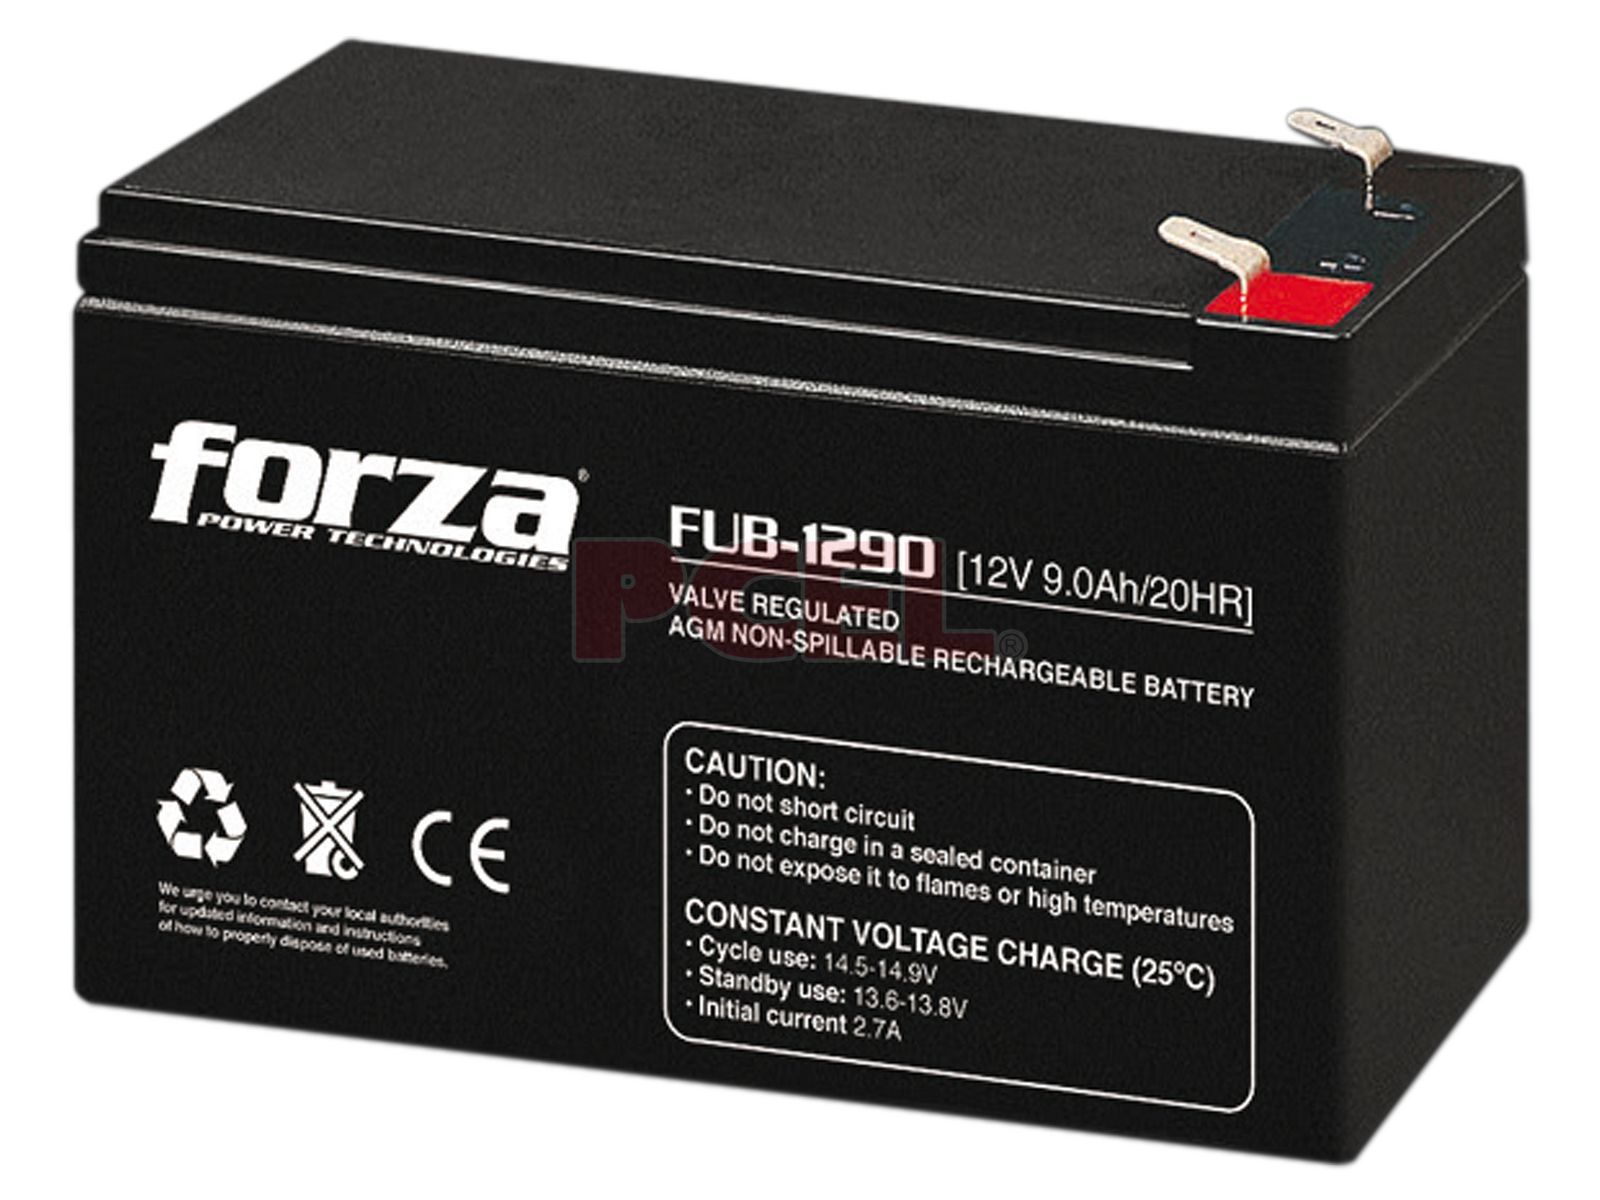 forza®
POWER TECHNOLOGIES
FUB-1290 [12V 9.0Ah/20HR]
VALVE REGULATED
AGM NON-SPILLABLE RECHARGEABLE BATTERY
PCEL®
CAUTION:
• Do not short circuit
• Do not charge in a sealed container
• Do not expose it to flames or high temperatures
CONSTANT VOLTAGE CHARGE (25ºC)
• Cycle use: 14.5-14.9V
• Standby use: 13.6-13.8V
• Initial current 2.7A
CE
We urge you to contact your local authorities
for updated information and instructions
of how to properly dispose of used batteries.